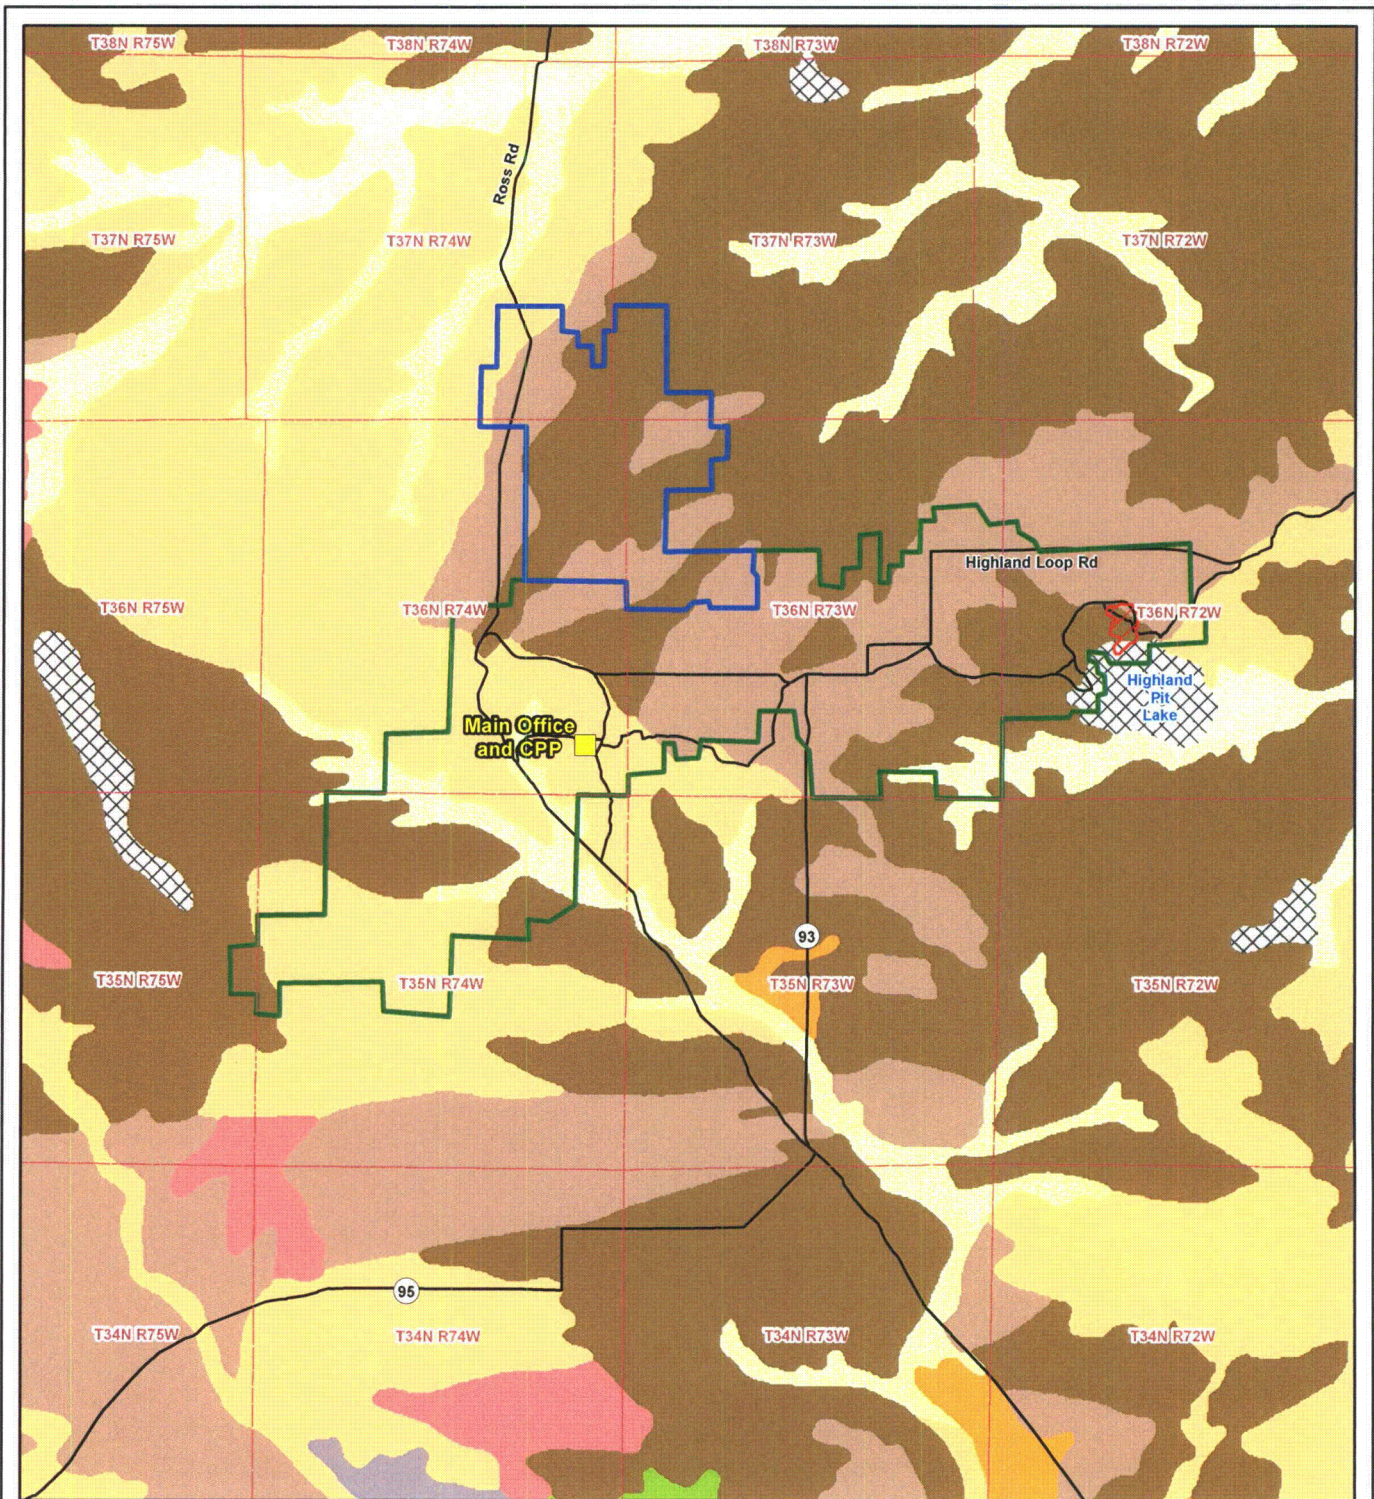 T38N R75W
T38N R74W
T38N R73W
T38N R72W
Ross Rd
T37N R75W
T37N R74W
T37N R73W
T37N R72W
Highland Loop Rd
T36N R75W
T36N R74W
T36N R73W
T36N R72W
Highland
Pit
Lake
Main Office
and CPP
93
T35N R75W
T35N R74W
T35N R73W
T35N R72W
95
T34N R75W
T34N R74W
T34N R73W
T34N R72W